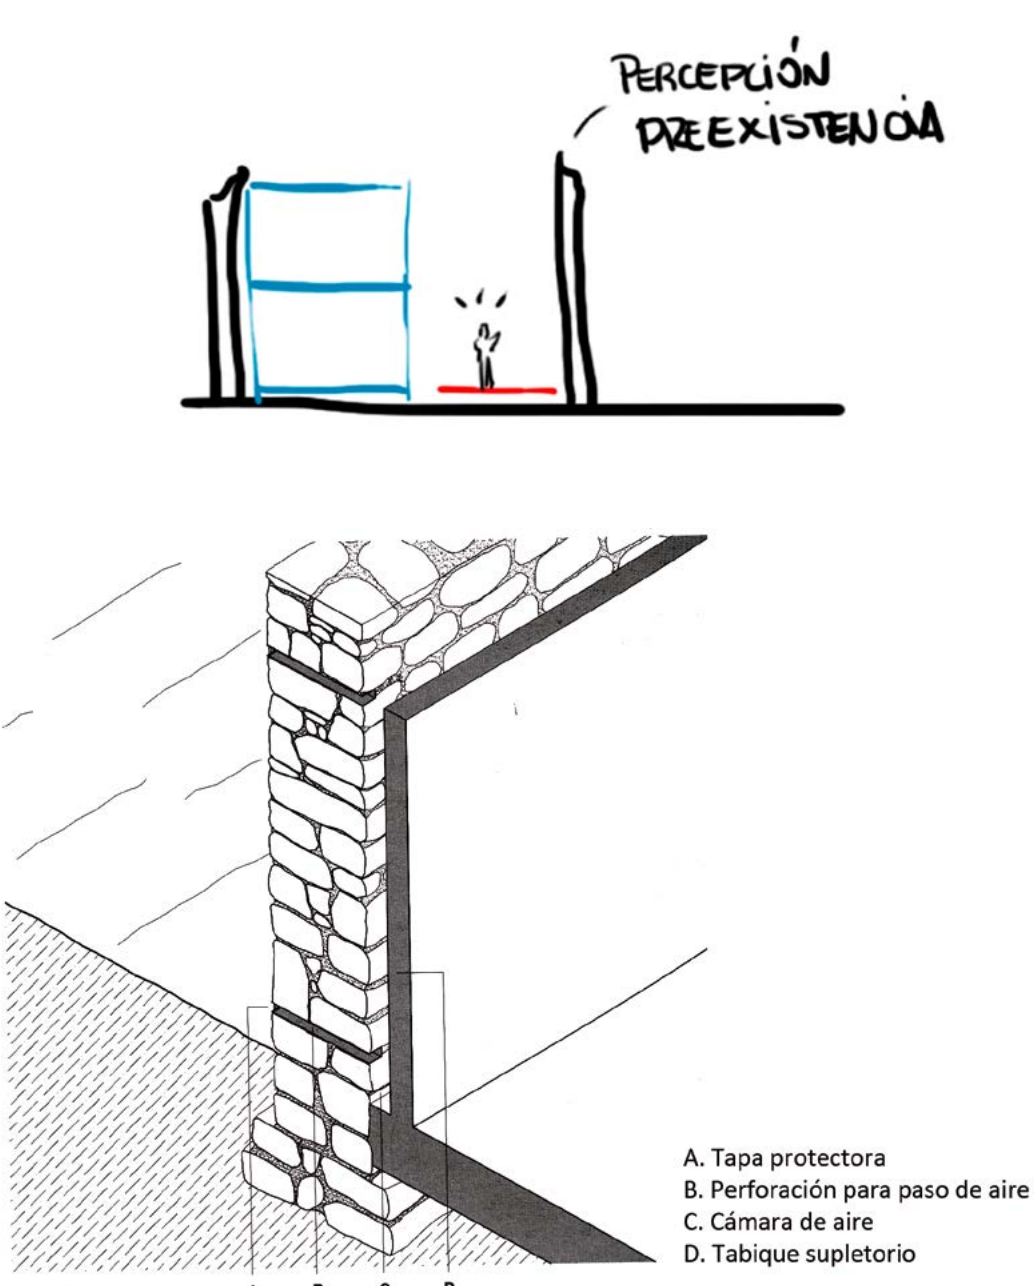 PERCEPCIÓN
PREEXISTENCIA
A. Tapa protectora
B. Perforación para paso de aire
C. Cámara de aire
D. Tabique supletorio